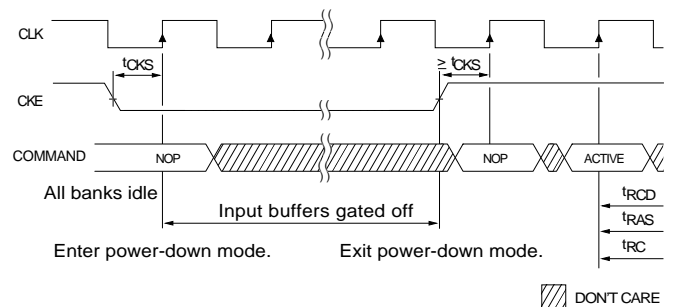 CLK
tCKS
≥ tCKS
CKE
COMMAND
NOP
NOP
ACTIVE
All banks idle
Input buffers gated off
tRCD
tRAS
tRC
Enter power-down mode.
Exit power-down mode.
DON'T CARE